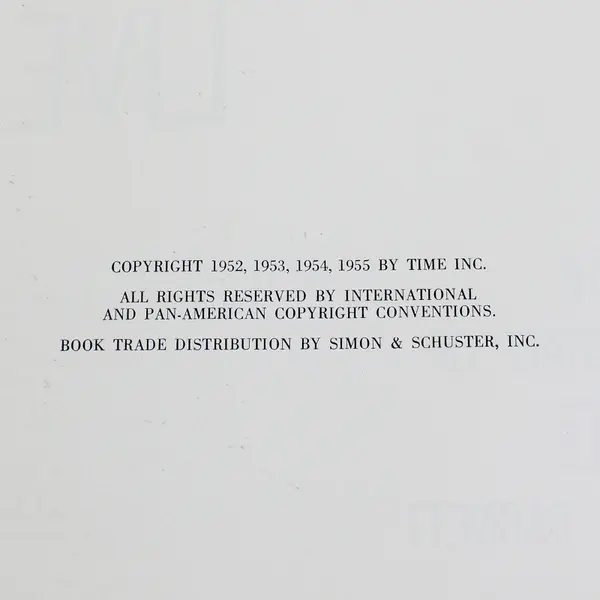 COPYRIGHT 1952, 1953, 1954, 1955 BY TIME INC.
ALL RIGHTS RESERVED BY INTERNATIONAL
AND PAN-AMERICAN COPYRIGHT CONVENTIONS.
BOOK TRADE DISTRIBUTION BY SIMON & SCHUSTER, INC.